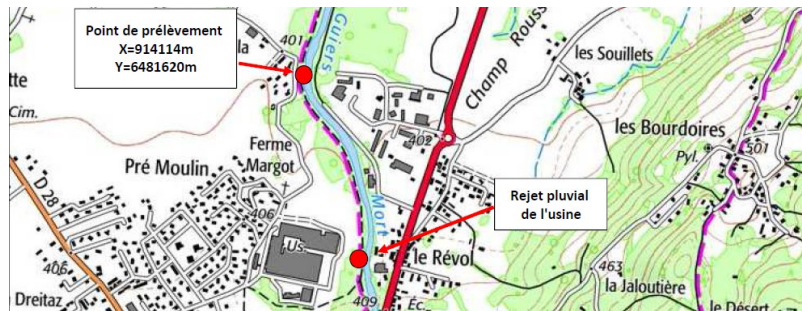 Point de prélèvement
X=914114m
Y=6481620m
la
401
Guiers
Champ Rouss
les Souillets
tte
Cim.
Ferme
Margot
402
les Bourdoires
Pyl.
501
Pré Moulin
D 28
406
Mort
Rejet pluvial
de l'usine
Us.
le Révol
406
463
la Jaloutière
Dreitaz
409
Éc.
le Désert